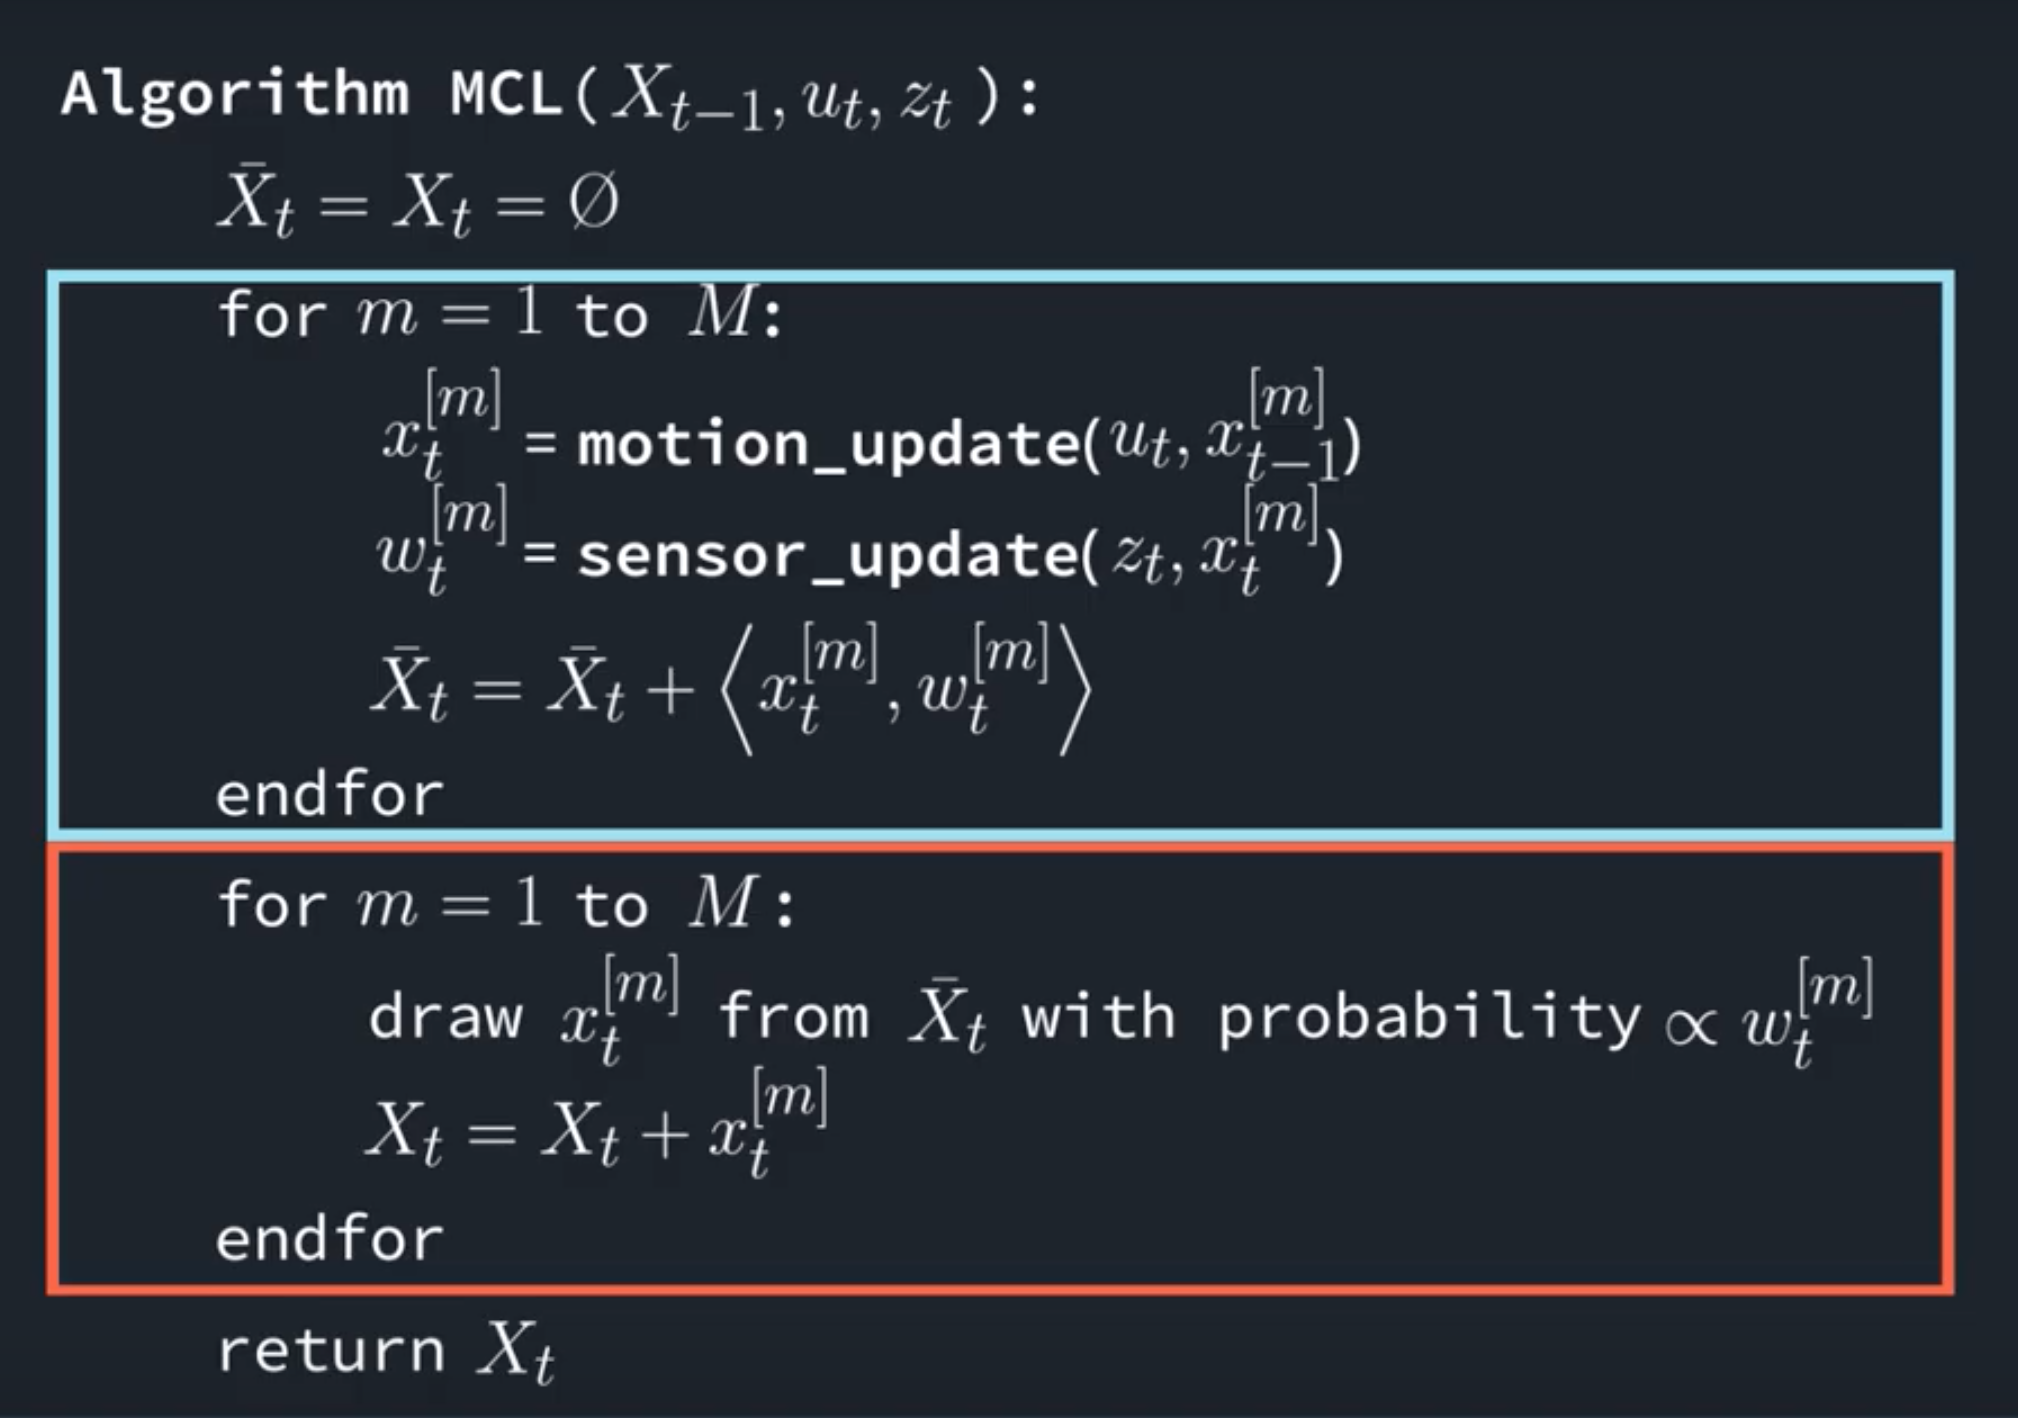 Algorithm MCL( $X_{t-1}, u_t, z_t$ ):
$\bar{X}_t = X_t = \emptyset$
for $m = 1$ to $M$:
$x_t^{[m]}$ = motion_update( $u_t, x_{t-1}^{[m]}$ )
$w_t^{[m]}$ = sensor_update( $z_t, x_t^{[m]}$ )
$\bar{X}_t = \bar{X}_t + \left\langle x_t^{[m]}, w_t^{[m]} \right\rangle$
endfor
for $m = 1$ to $M$:
draw $x_t^{[m]}$ from $\bar{X}_t$ with probability $\propto w_t^{[m]}$
$X_t = X_t + x_t^{[m]}$
endfor
return $X_t$